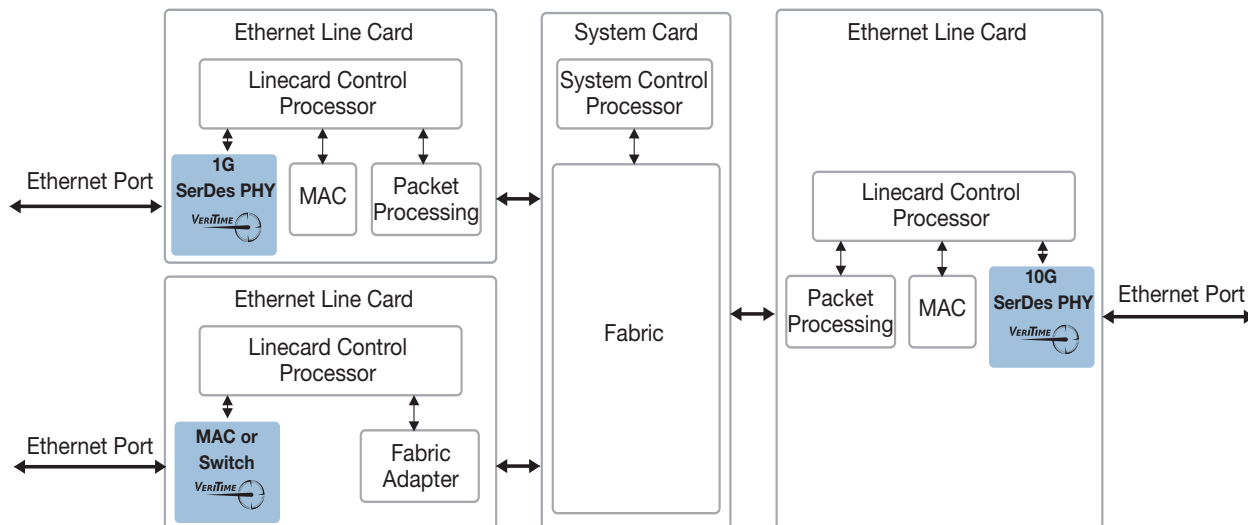 Ethernet Line Card
Linecard Control
Processor
1G
SerDes PHY
VERITIME
MAC
Packet
Processing
Ethernet Port
Ethernet Line Card
Linecard Control
Processor
MAC or
Switch
VERITIME
Fabric
Adapter
Ethernet Port
System Card
System Control
Processor
Fabric
Ethernet Line Card
Linecard Control
Processor
Packet
Processing
MAC
10G
SerDes PHY
VERITIME
Ethernet Port